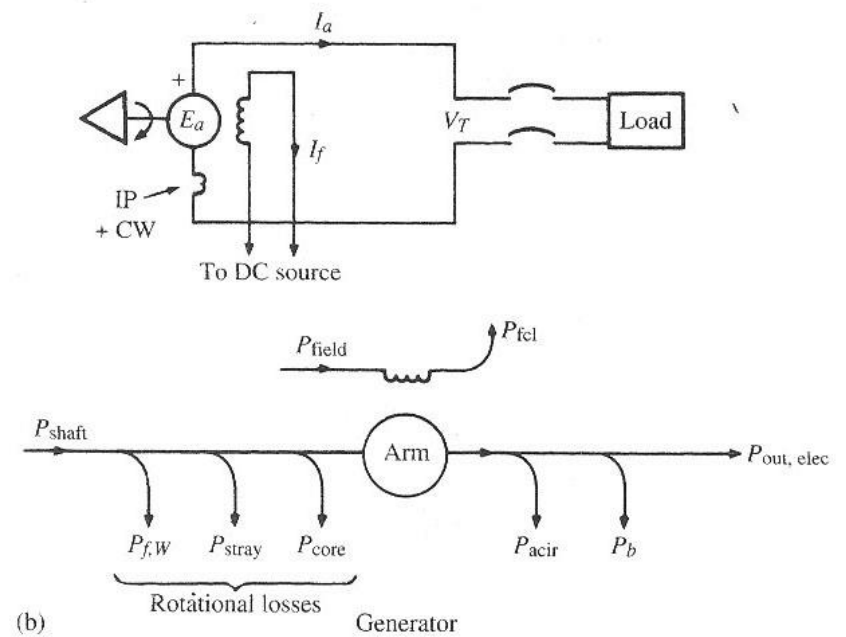 I_a
+
E_a
V_T
Load
I_f
IP
+ CW
To DC source
P_field
P_fcl
P_shaft
Arm
P_out, elec
P_f,W
P_stray
P_core
P_acir
P_b
Rotational losses
(b)
Generator